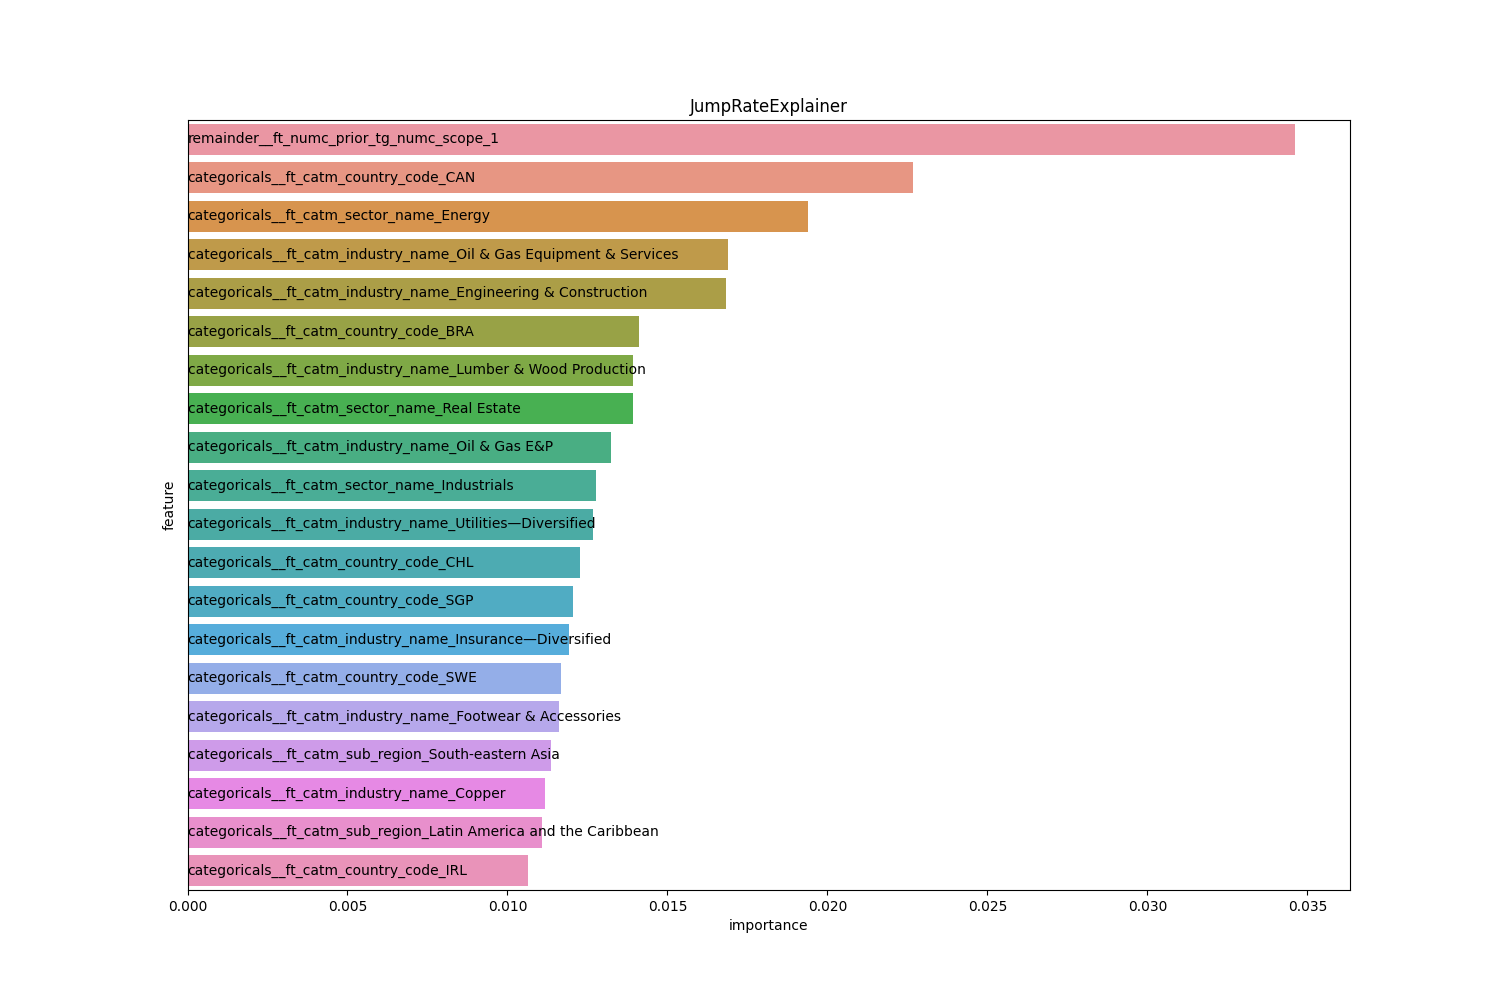 JumpRateExplainer
remainder__ft_numc_prior_tg_numc_scope_1
categoricals__ft_catm_country_code_CAN
categoricals__ft_catm_sector_name_Energy
categoricals__ft_catm_industry_name_Oil & Gas Equipment & Services
categoricals__ft_catm_industry_name_Engineering & Construction
categoricals__ft_catm_country_code_BRA
categoricals__ft_catm_industry_name_Lumber & Wood Production
categoricals__ft_catm_sector_name_Real Estate
categoricals__ft_catm_industry_name_Oil & Gas E&P
categoricals__ft_catm_sector_name_Industrials
categoricals__ft_catm_industry_name_Utilities—Diversified
categoricals__ft_catm_country_code_CHL
categoricals__ft_catm_country_code_SGP
categoricals__ft_catm_industry_name_Insurance—Diversified
categoricals__ft_catm_country_code_SWE
categoricals__ft_catm_industry_name_Footwear & Accessories
categoricals__ft_catm_sub_region_South-eastern Asia
categoricals__ft_catm_industry_name_Copper
categoricals__ft_catm_sub_region_Latin America and the Caribbean
categoricals__ft_catm_country_code_IRL
feature
0.000 0.005 0.010 0.015 0.020 0.025 0.030 0.035
importance